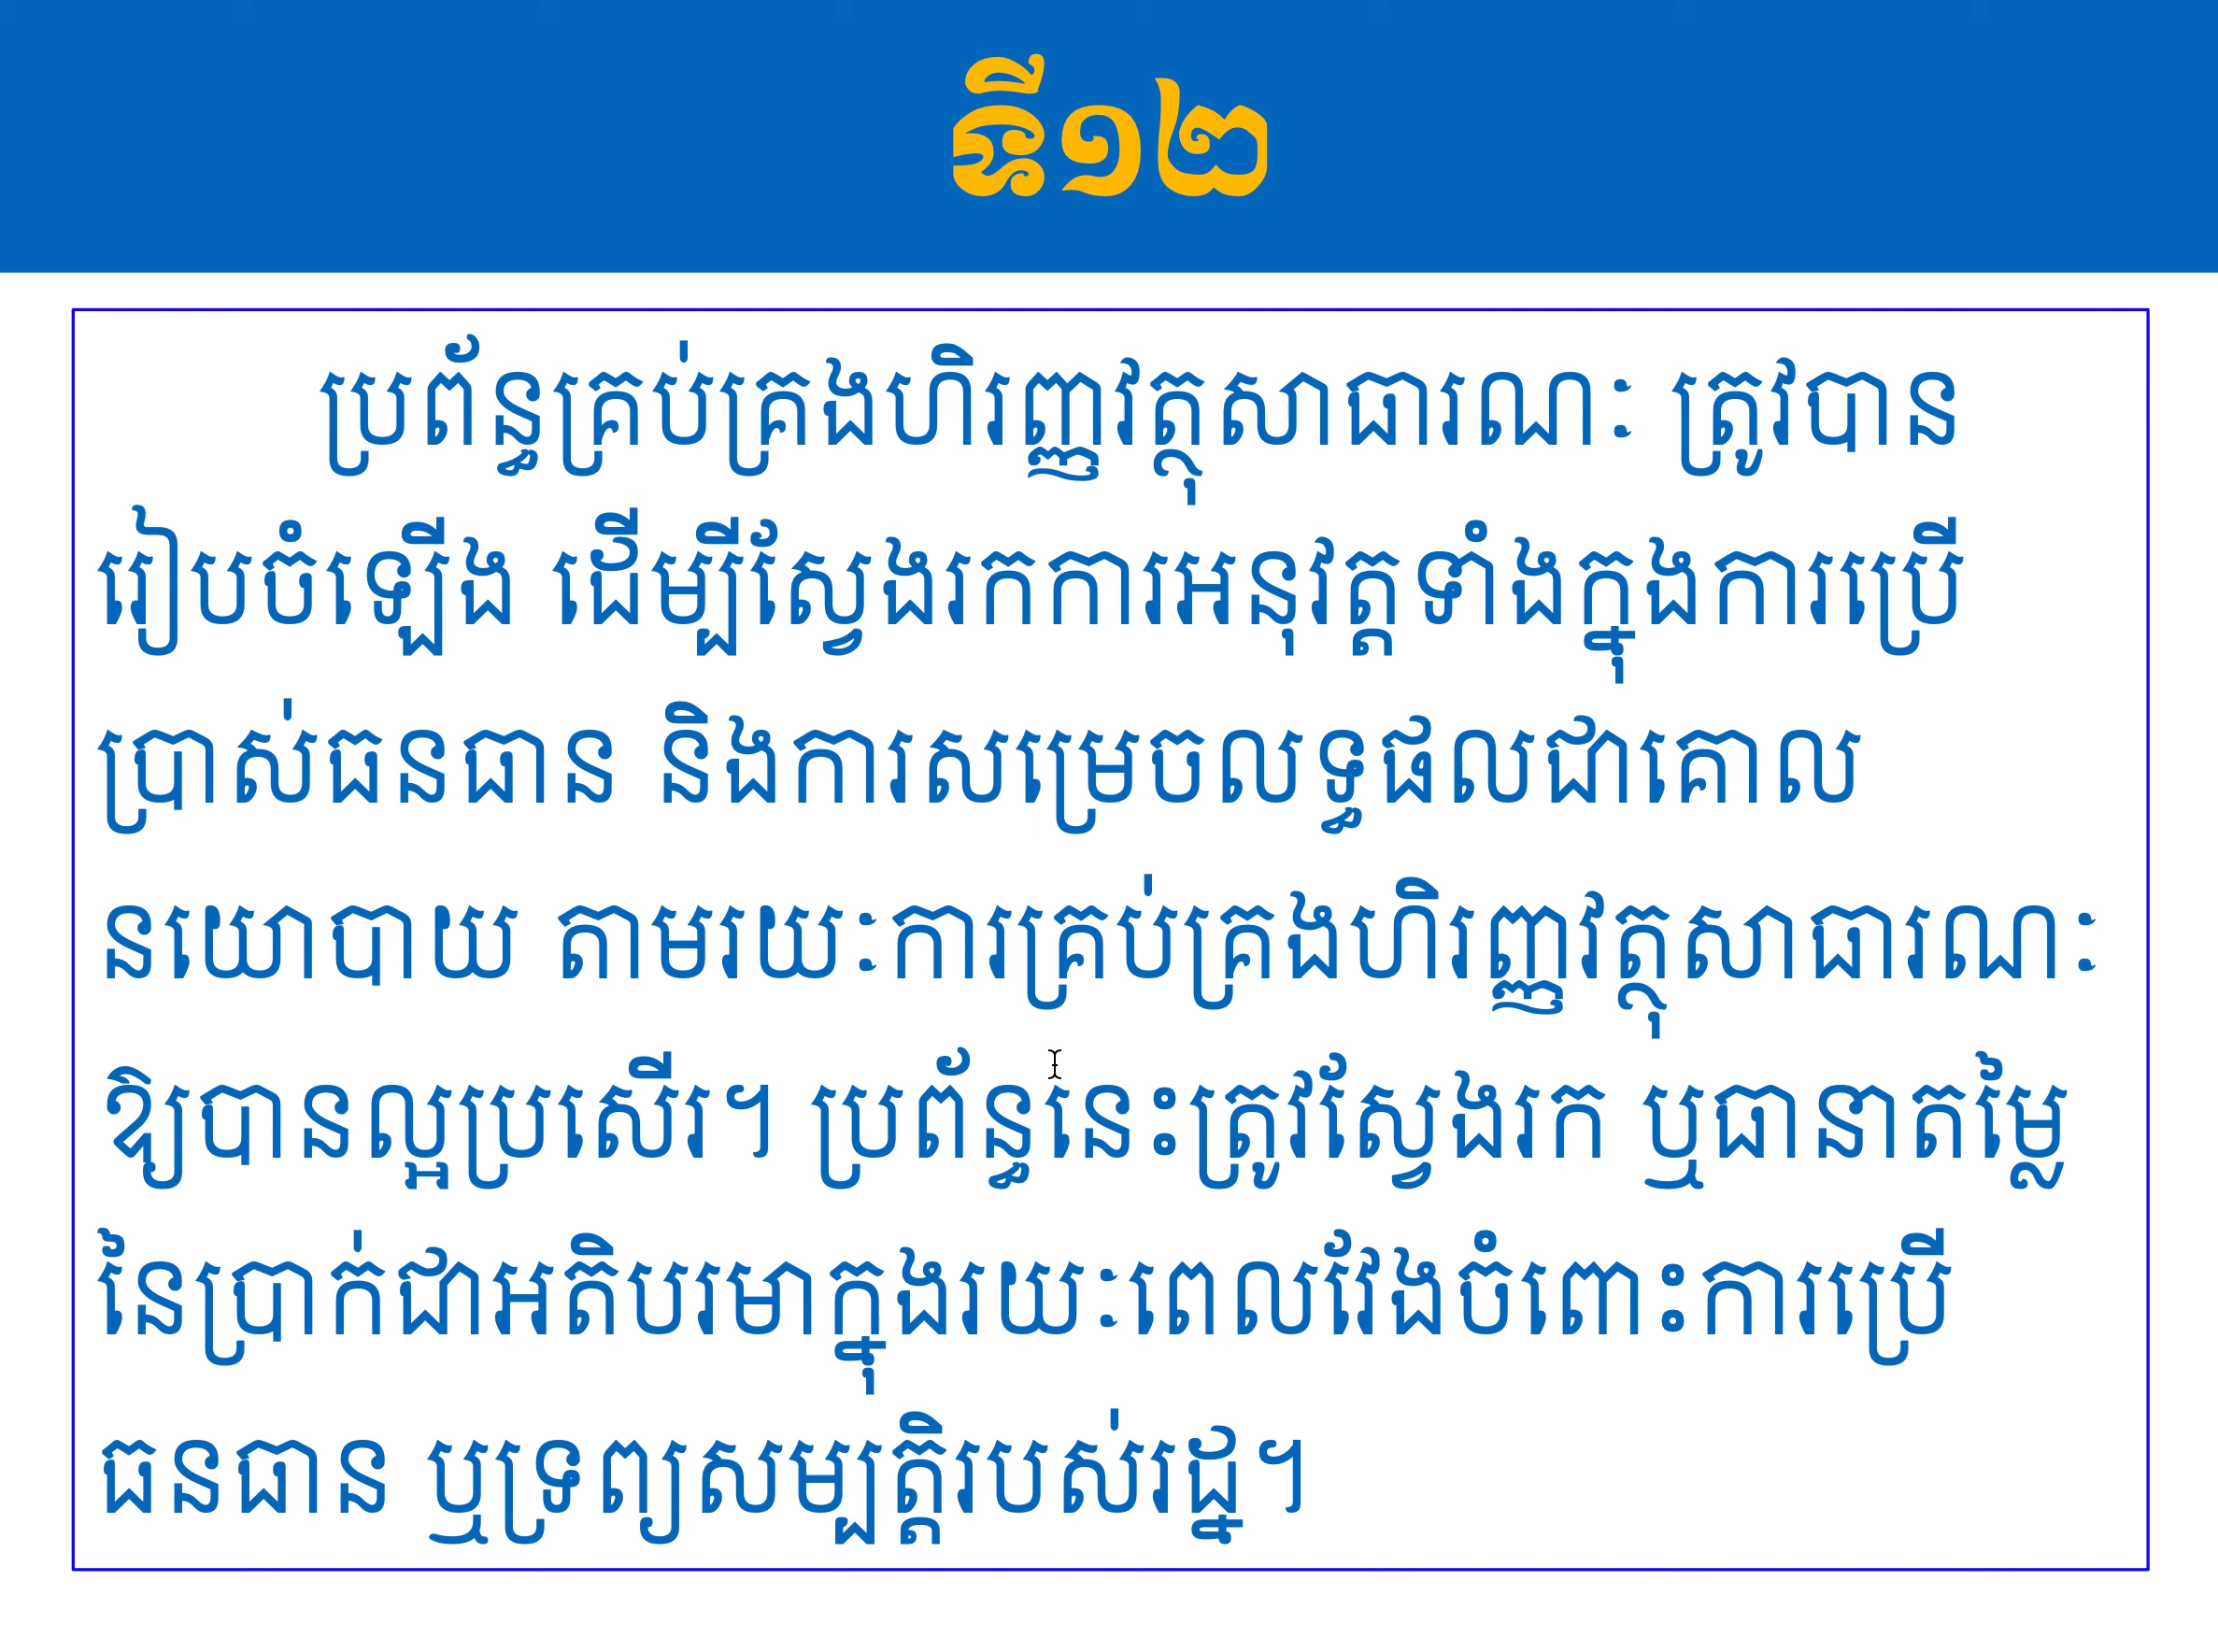 គឺ១២
ប្រព័ន្ធគ្រប់គ្រងហិរញ្ញវត្ថុសាធារណៈ ត្រូវបាន
រៀបចំឡើង ដើម្បីស្វែងរកការអនុវត្តទាំងក្នុងការប្រើ
ប្រាស់ធនធាន និងការសម្រេចលទ្ធផលជាគោល
នយោបាយ តាមរយៈការគ្រប់គ្រងហិរញ្ញវត្ថុសាធារណៈ
ឱ្យបានល្អប្រសើរ។ ប្រព័ន្ធនេះត្រូវស្វែងរក ឬធានាតម្លៃ
នៃប្រាក់ជាអតិបរមាក្នុងរយៈពេលវែងចំពោះការប្រើ
ធនធាន ឬទ្រព្យសម្បត្តិរបស់រដ្ឋ។